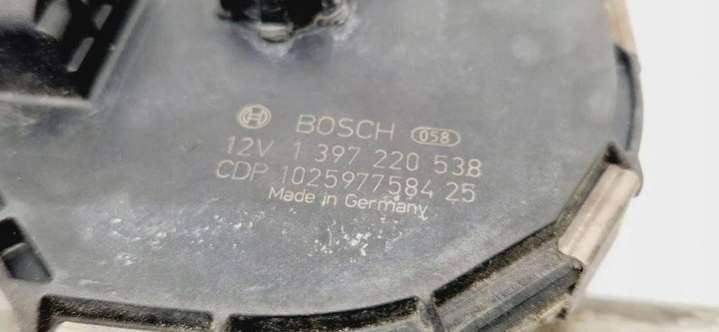 BOSCH 058
12V 1 397 220 538
CDP 1025977584 25
Made in Germany